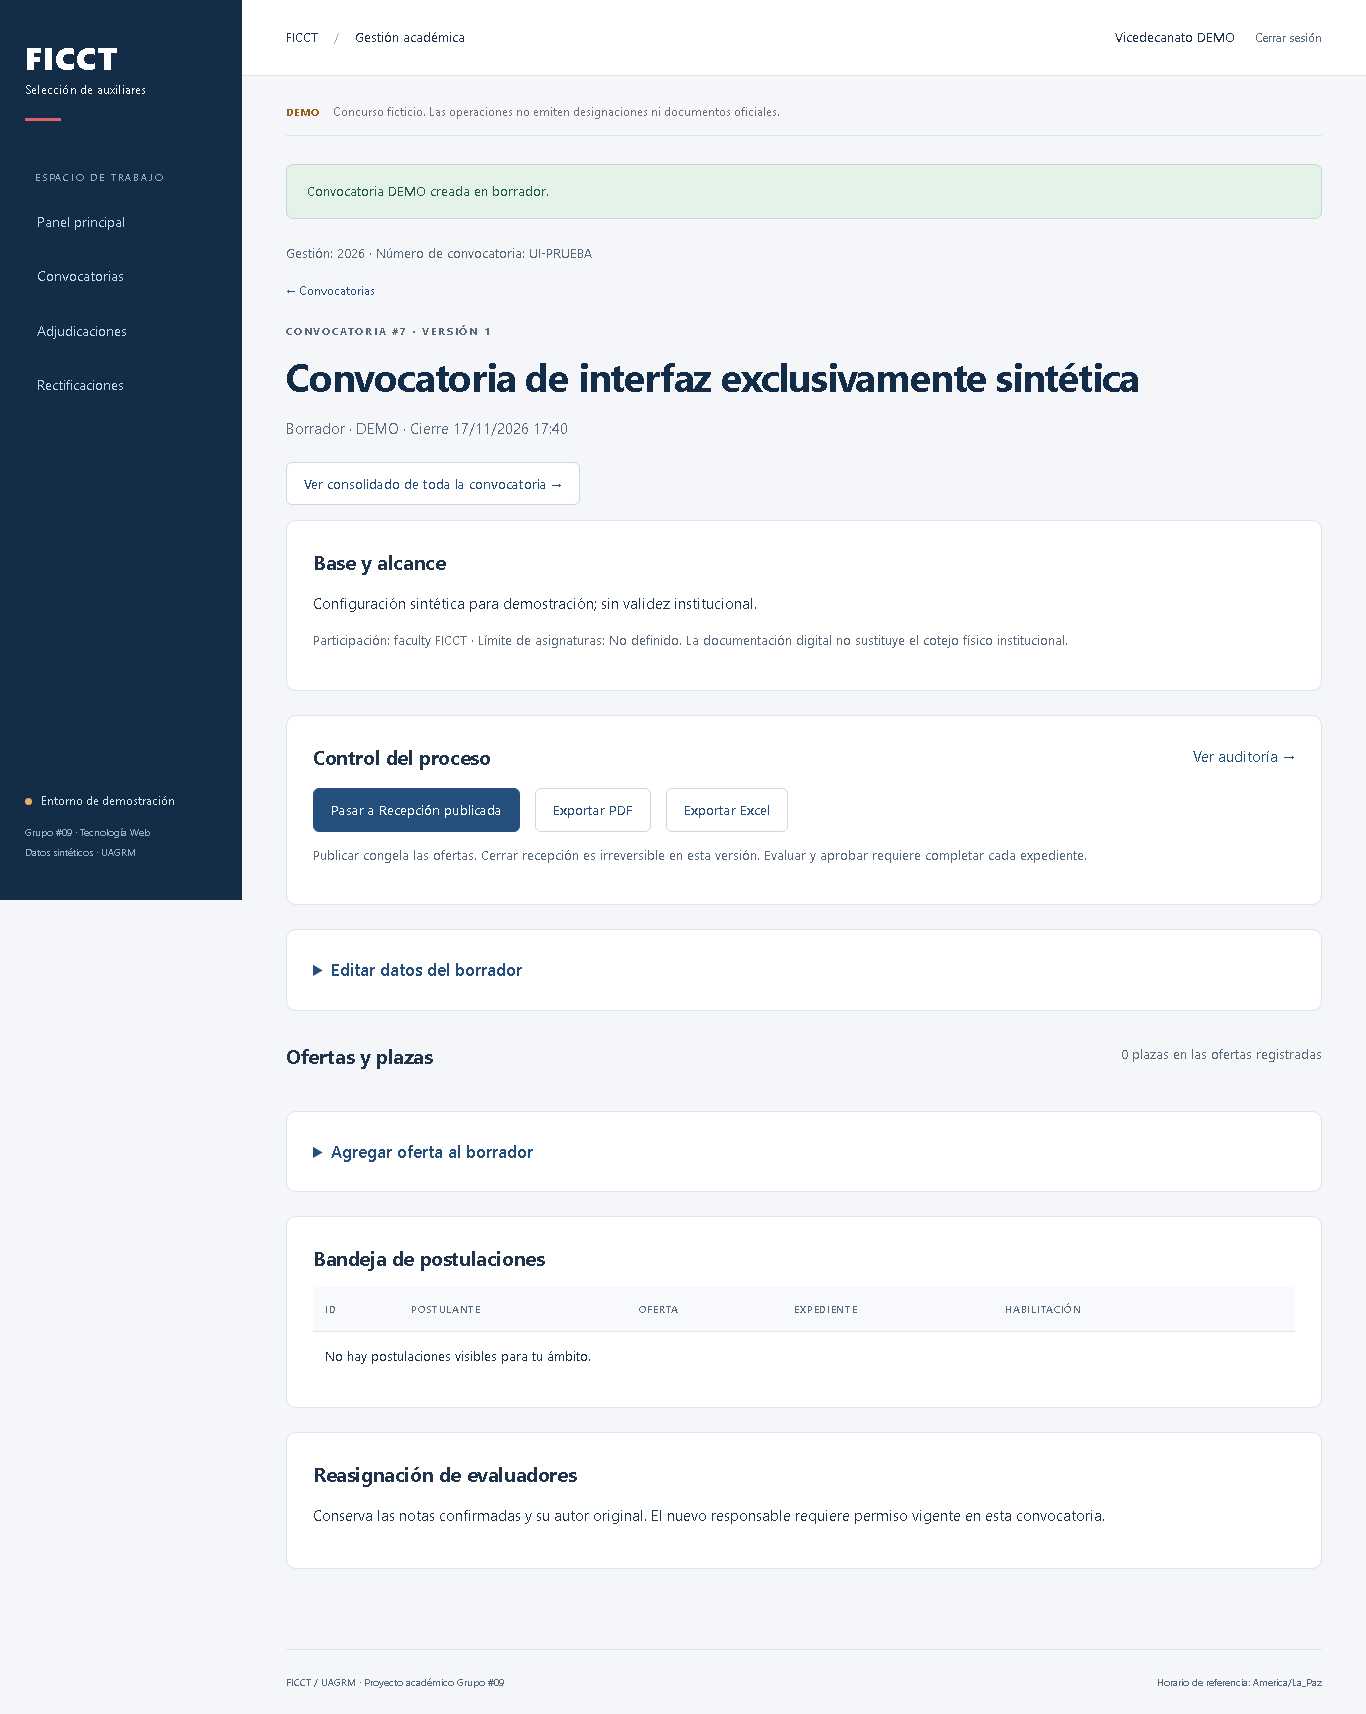 FICCT
Selección de auxiliares
ESPACIO DE TRABAJO
Panel principal
Convocatorias
Adjudicaciones
Rectificaciones
Entorno de demostración
Grupo #09 · Tecnología Web
Datos sintéticos · UAGRM
FICCT / Gestión académica
Vicedecanato DEMO Cerrar sesión
DEMO Concurso ficticio. Las operaciones no emiten designaciones ni documentos oficiales.
Convocatoria DEMO creada en borrador.
Gestión: 2026 · Número de convocatoria: UI-PRUEBA
← Convocatorias
CONVOCATORIA #7 · VERSIÓN 1
Convocatoria de interfaz exclusivamente sintética
Borrador · DEMO · Cierre 17/11/2026 17:40
Ver consolidado de toda la convocatoria →
Base y alcance
Configuración sintética para demostración; sin validez institucional.
Participación: faculty FICCT · Límite de asignaturas: No definido. La documentación digital no sustituye el cotejo físico institucional.
Control del proceso
Ver auditoría →
Pasar a Recepción publicada
Exportar PDF
Exportar Excel
Publicar congela las ofertas. Cerrar recepción es irreversible en esta versión. Evaluar y aprobar requiere completar cada expediente.
▶ Editar datos del borrador
Ofertas y plazas
0 plazas en las ofertas registradas
▶ Agregar oferta al borrador
Bandeja de postulaciones
ID POSTULANTE OFERTA EXPEDIENTE HABILITACIÓN
No hay postulaciones visibles para tu ámbito.
Reasignación de evaluadores
Conserva las notas confirmadas y su autor original. El nuevo responsable requiere permiso vigente en esta convocatoria.
FICCT / UAGRM · Proyecto académico Grupo #09
Horario de referencia: America/La_Paz